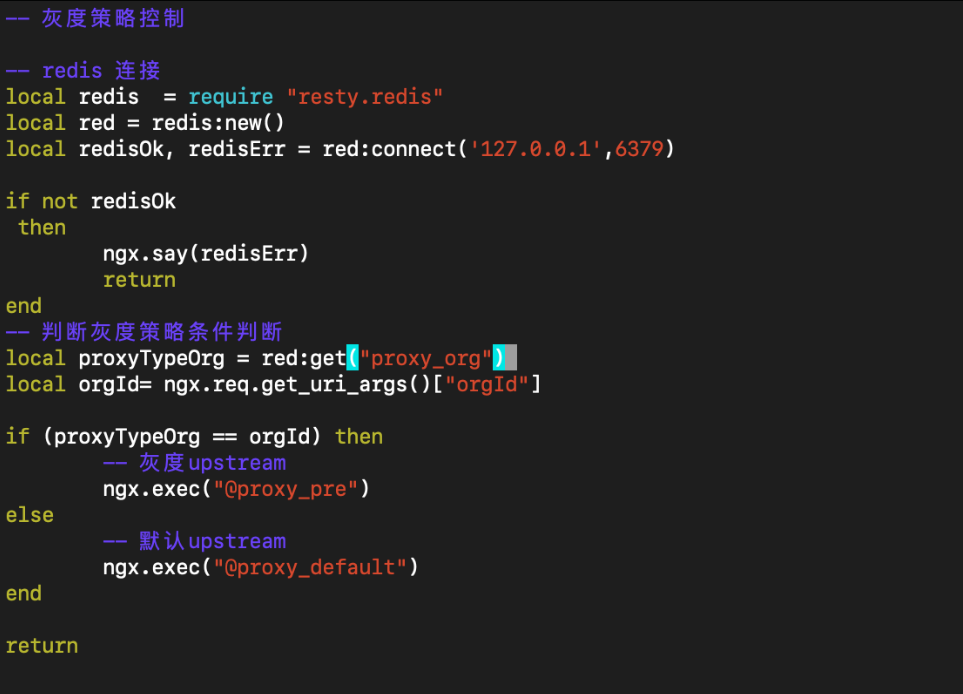 -- 灰度策略控制
-- redis 连接
local redis  = require "resty.redis"
local red = redis:new()
local redisOk, redisErr = red:connect('127.0.0.1',6379)
if not redisOk
 then
        ngx.say(redisErr)
        return
end
-- 判断灰度策略条件判断
local proxyTypeOrg = red:get("proxy_org")
local orgId= ngx.req.get_uri_args()["orgId"]
if (proxyTypeOrg == orgId) then
        -- 灰度upstream
        ngx.exec("@proxy_pre")
else
        -- 默认upstream
        ngx.exec("@proxy_default")
end
return